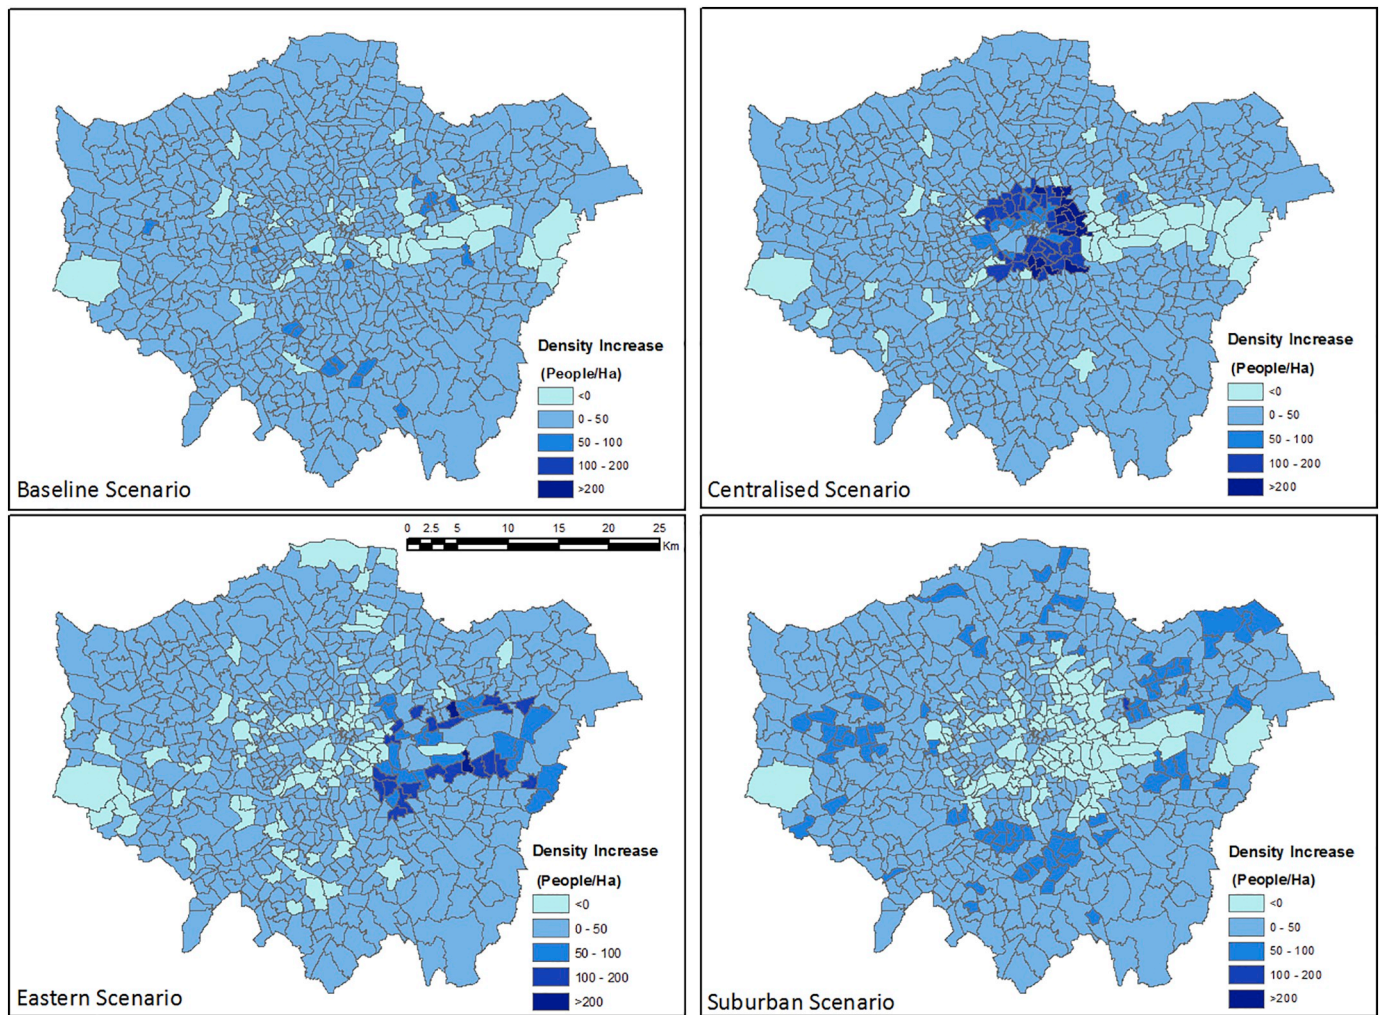 Density Increase
(People/Ha)
<0
0 - 50
50 - 100
100 - 200
>200
Baseline Scenario
Density Increase
(People/Ha)
<0
0 - 50
50 - 100
100 - 200
>200
Centralised Scenario
0 2.5 5 10 15 20 25
Km
Density Increase
(People/Ha)
<0
0 - 50
50 - 100
100 - 200
>200
Eastern Scenario
Density Increase
(People/Ha)
<0
0 - 50
50 - 100
100 - 200
>200
Suburban Scenario